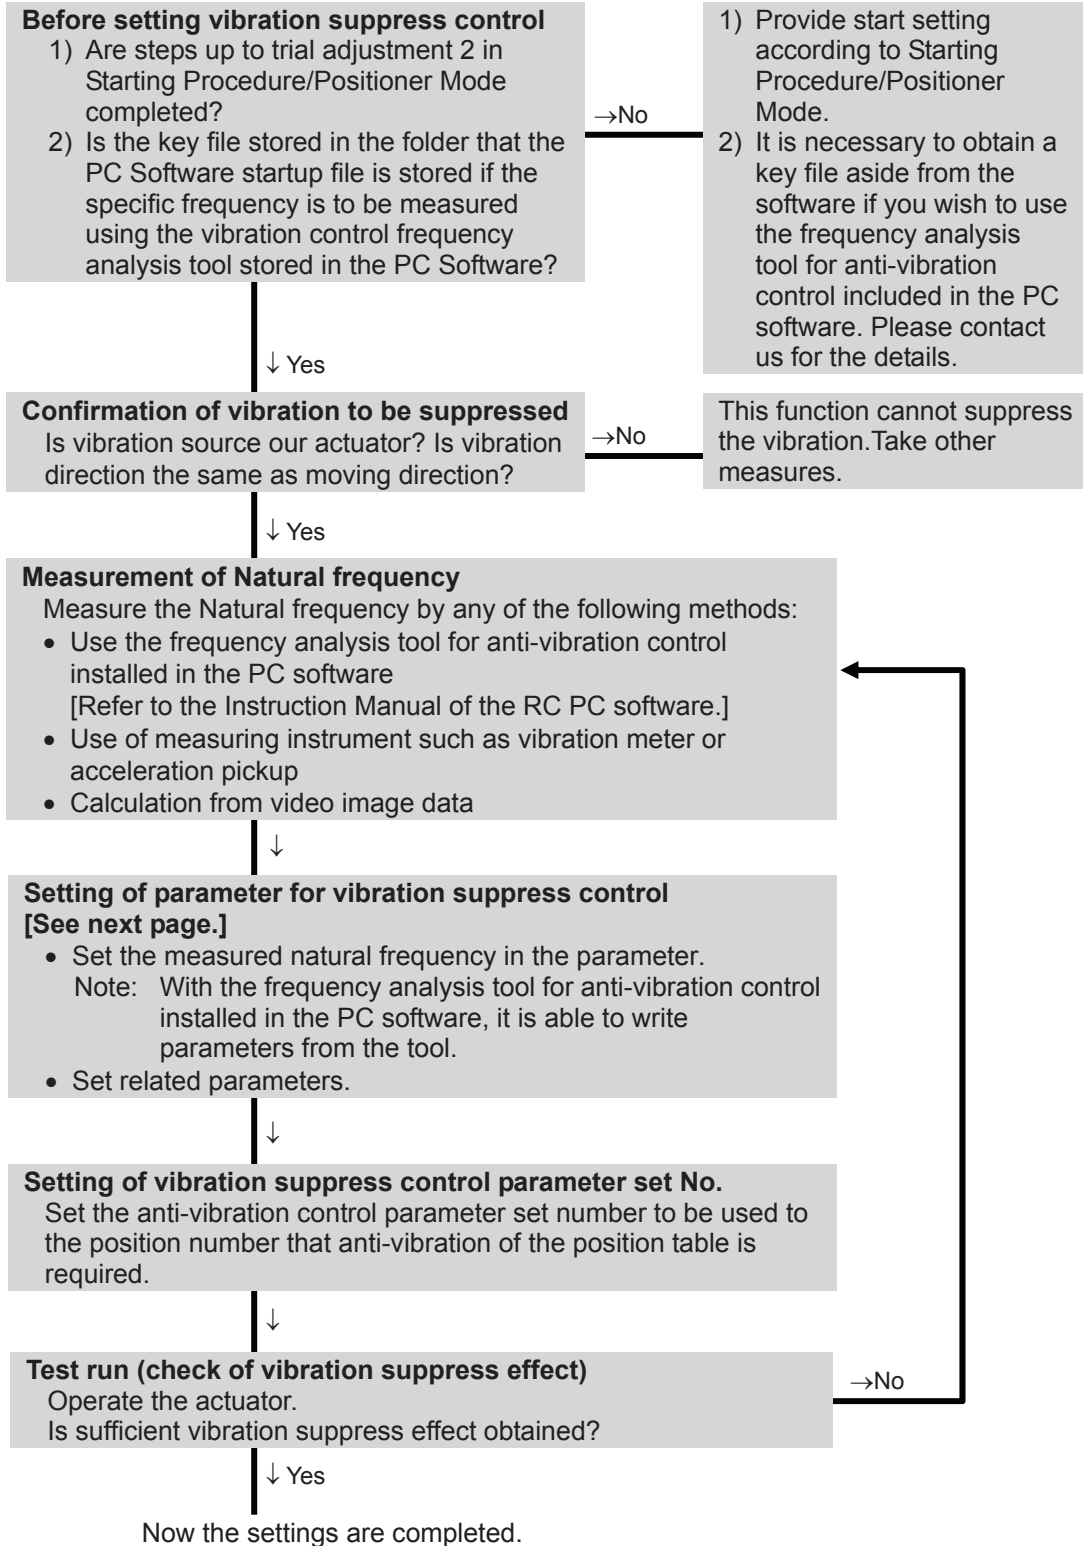 Before setting vibration suppress control
1) Are steps up to trial adjustment 2 in
Starting Procedure/Positioner Mode
completed?
2) Is the key file stored in the folder that the
PC Software startup file is stored if the
specific frequency is to be measured
using the vibration control frequency
analysis tool stored in the PC Software?
→No
1) Provide start setting
according to Starting
Procedure/Positioner
Mode.
2) It is necessary to obtain a
key file aside from the
software if you wish to use
the frequency analysis
tool for anti-vibration
control included in the PC
software. Please contact
us for the details.
↓ Yes
Confirmation of vibration to be suppressed
Is vibration source our actuator? Is vibration
direction the same as moving direction?
→No
This function cannot suppress
the vibration.Take other
measures.
↓ Yes
Measurement of Natural frequency
Measure the Natural frequency by any of the following methods:
• Use the frequency analysis tool for anti-vibration control
installed in the PC software
[Refer to the Instruction Manual of the RC PC software.]
• Use of measuring instrument such as vibration meter or
acceleration pickup
• Calculation from video image data
↓
Setting of parameter for vibration suppress control
[See next page.]
• Set the measured natural frequency in the parameter.
Note: With the frequency analysis tool for anti-vibration control
installed in the PC software, it is able to write
parameters from the tool.
• Set related parameters.
↓
Setting of vibration suppress control parameter set No.
Set the anti-vibration control parameter set number to be used to
the position number that anti-vibration of the position table is
required.
↓
Test run (check of vibration suppress effect)
Operate the actuator.
Is sufficient vibration suppress effect obtained?
→No
↓ Yes
Now the settings are completed.